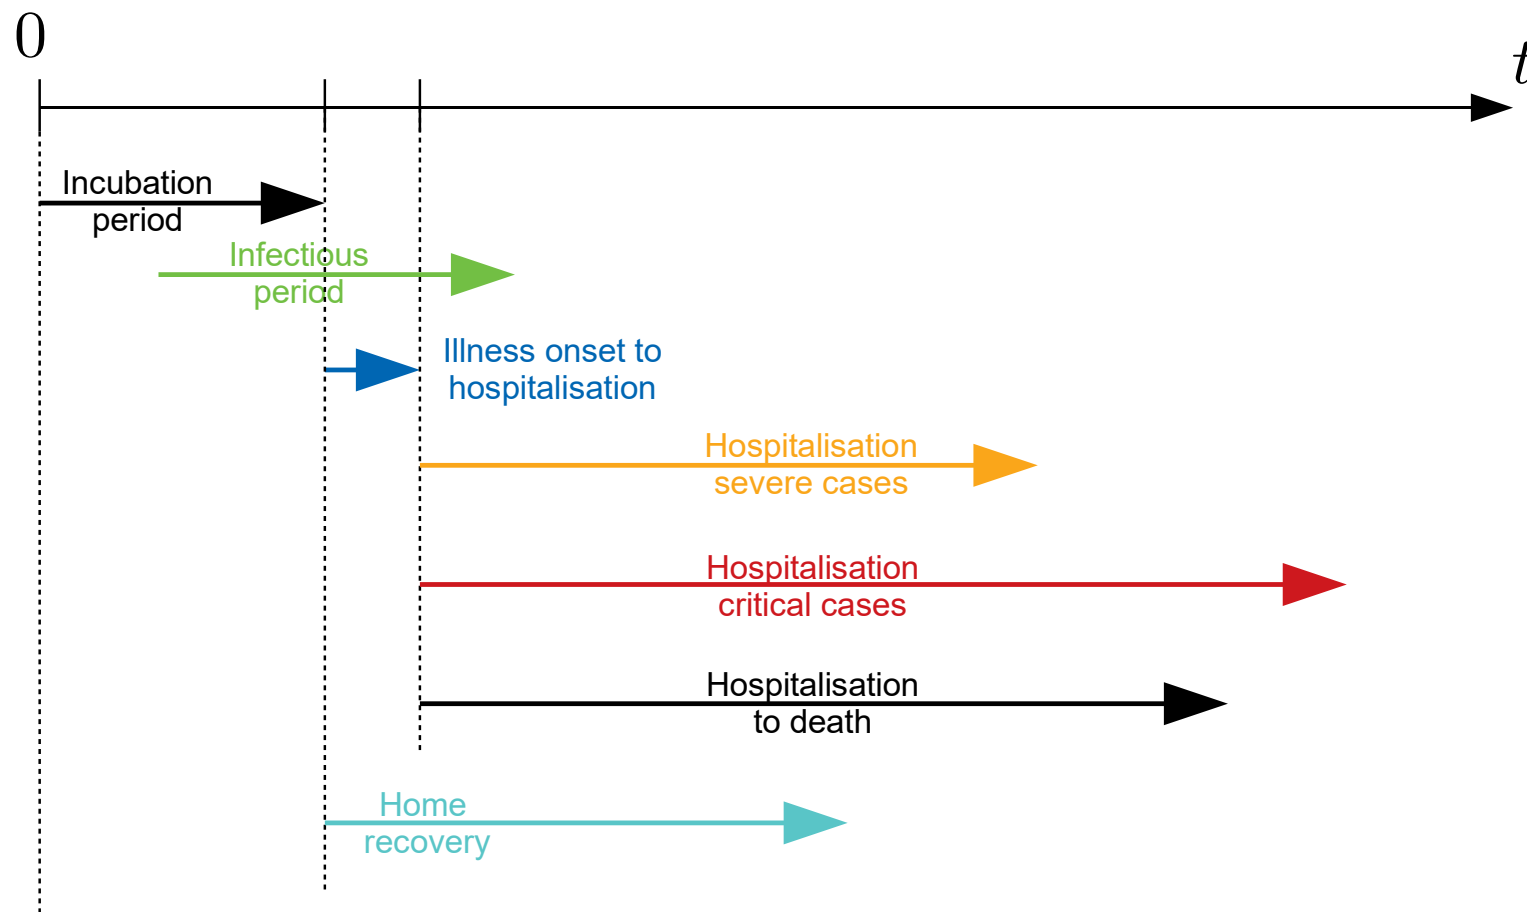 0
t
Incubation
period
Infectious
period
Illness onset to
hospitalisation
Hospitalisation
severe cases
Hospitalisation
critical cases
Hospitalisation
to death
Home
recovery